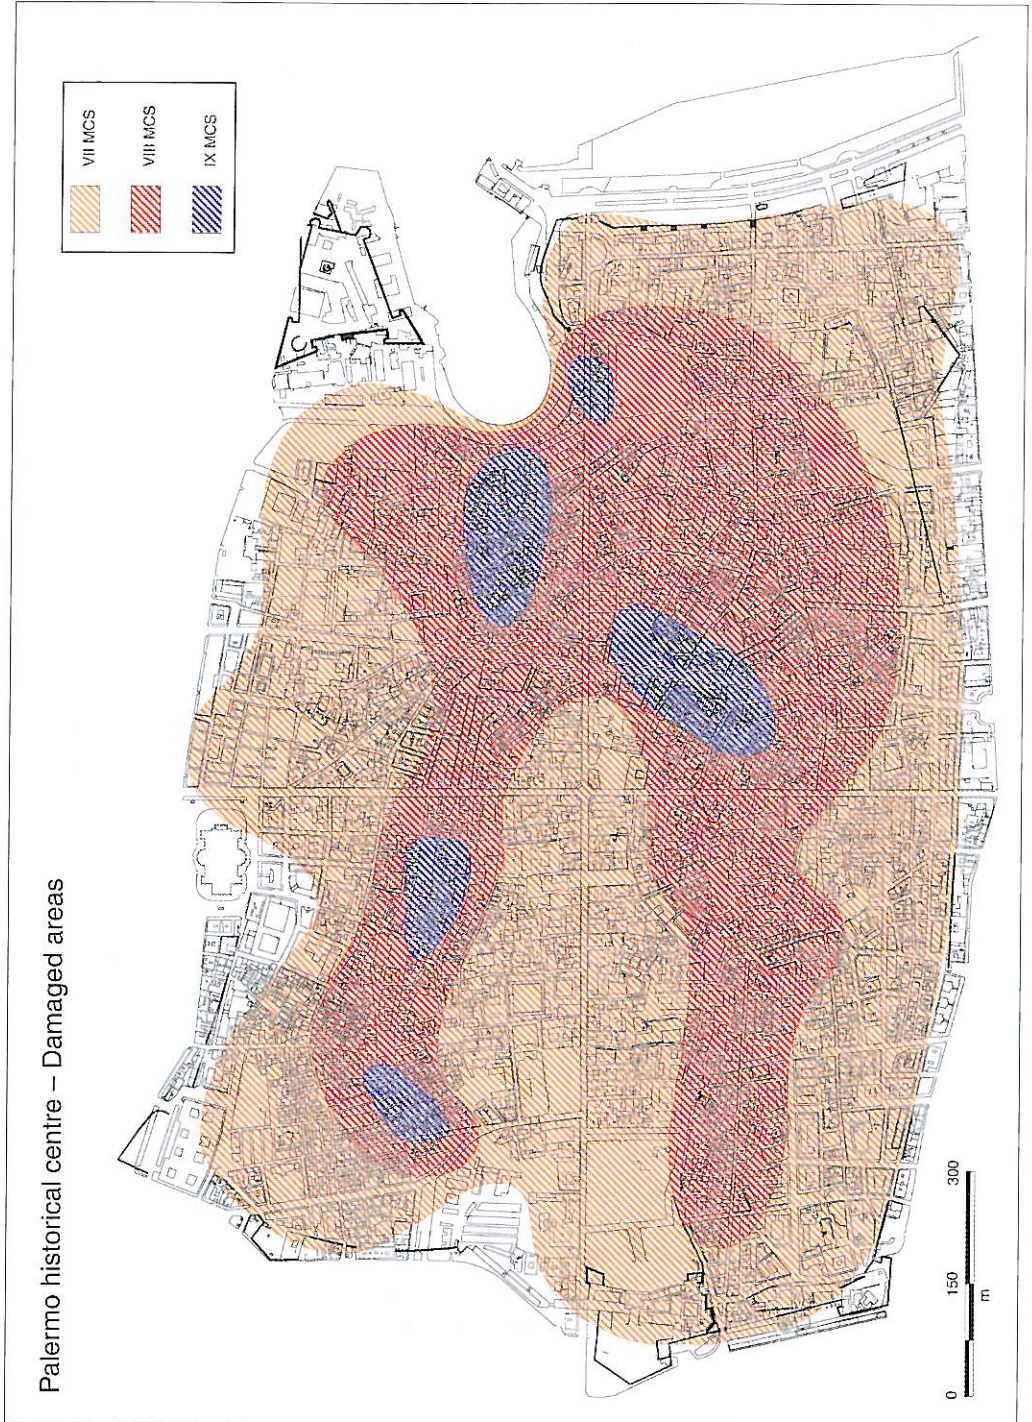 Palermo historical centre – Damaged areas
VII MCS
VIII MCS
IX MCS
0 150 300
m